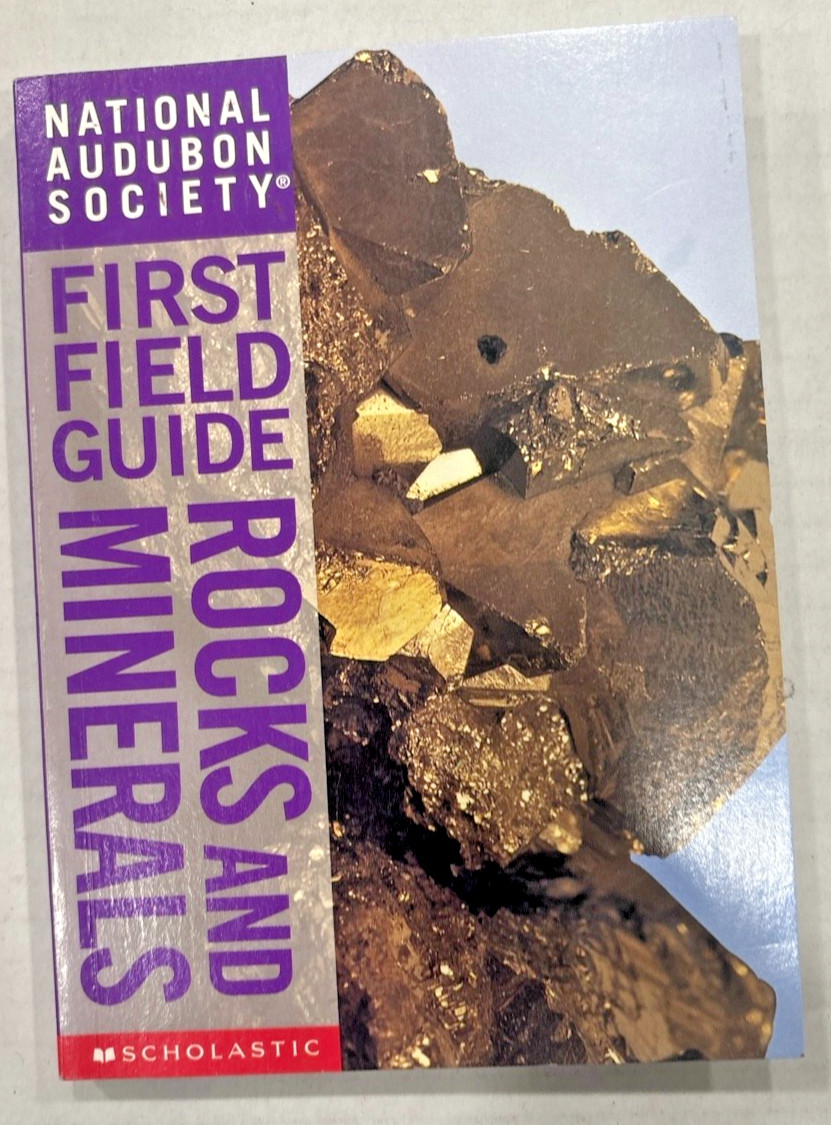 NATIONAL
AUDUBON
SOCIETY®
FIRST
FIELD
GUIDE
ROCKS AND
MINERALS
SCHOLASTIC